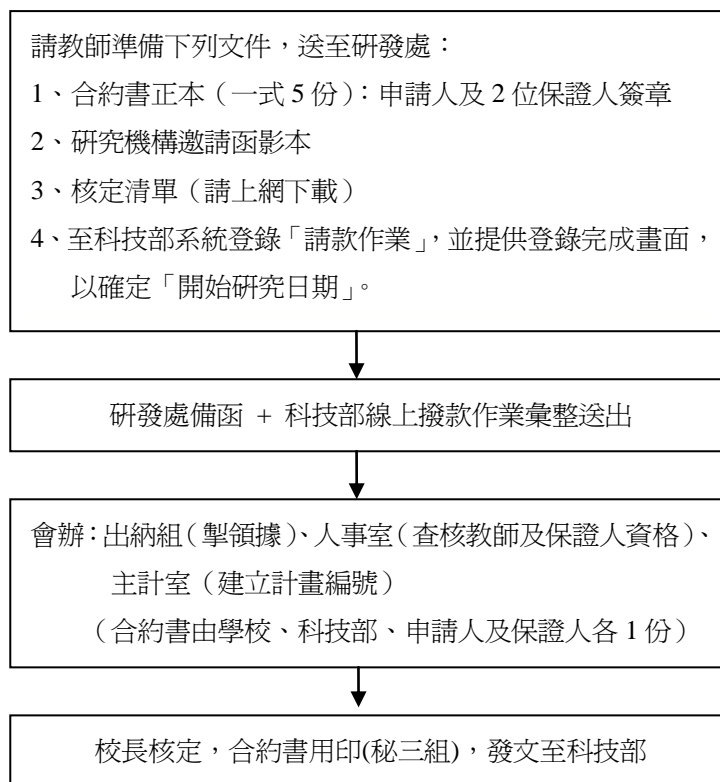 請教師準備下列文件，送至研發處：
1、合約書正本（一式 5 份）：申請人及 2 位保證人簽章
2、研究機構邀請函影本
3、核定清單（請上網下載）
4、至科技部系統登錄「請款作業」，並提供登錄完成畫面，
以確定「開始研究日期」。
研發處備函 + 科技部線上撥款作業彙整送出
會辦：出納組（掣領據）、人事室（查核教師及保證人資格）、
主計室（建立計畫編號）
（合約書由學校、科技部、申請人及保證人各 1 份）
校長核定，合約書用印(秘三組)，發文至科技部